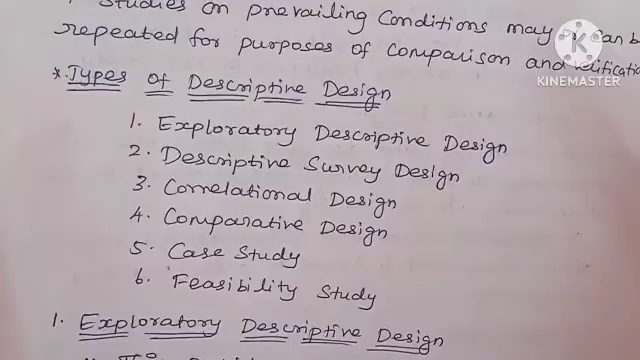 Studies on prevailing Conditions may or can b
repeated for purposes of comparison and
KINEMASTER
*. Types of Descriptive Design
1. Exploratory Descriptive Design
2. Descriptive Survey Design
3. Correlational Design
4. Comparative Design
5. Case Study
6. Feasibility Study
1. Exploratory Descriptive Design